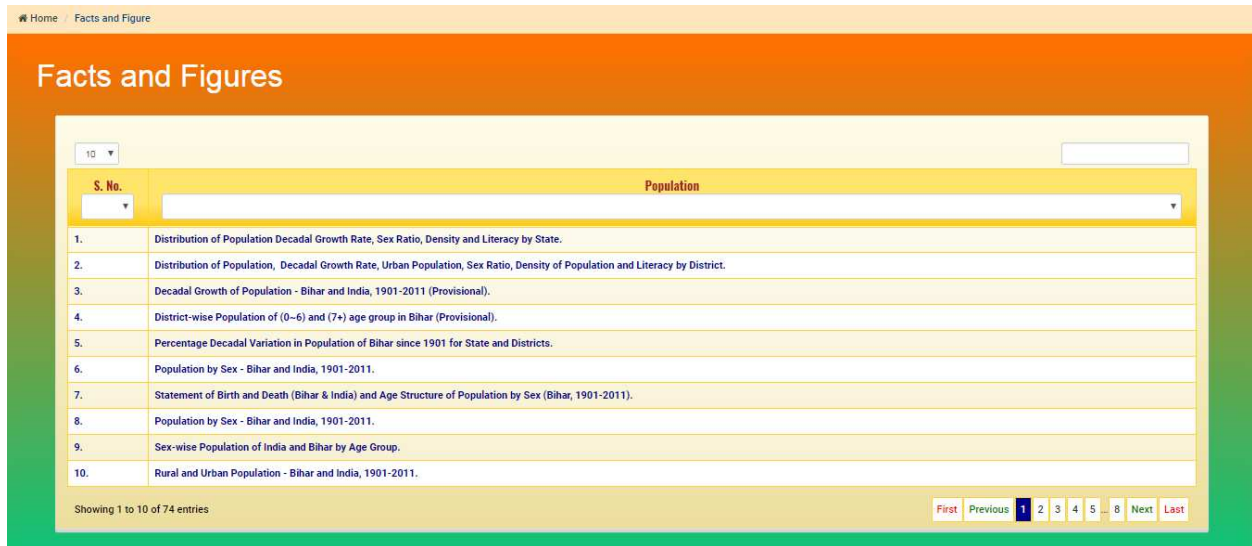 Home / Facts and Figure
Facts and Figures
10
S. No. Population
1. Distribution of Population Decadal Growth Rate, Sex Ratio, Density and Literacy by State.
2. Distribution of Population, Decadal Growth Rate, Urban Population, Sex Ratio, Density of Population and Literacy by District.
3. Decadal Growth of Population - Bihar and India, 1901-2011 (Provisional).
4. District-wise Population of (0~6) and (7+) age group in Bihar (Provisional).
5. Percentage Decadal Variation in Population of Bihar since 1901 for State and Districts.
6. Population by Sex - Bihar and India, 1901-2011.
7. Statement of Birth and Death (Bihar & India) and Age Structure of Population by Sex (Bihar, 1901-2011).
8. Population by Sex - Bihar and India, 1901-2011.
9. Sex-wise Population of India and Bihar by Age Group.
10. Rural and Urban Population - Bihar and India, 1901-2011.
Showing 1 to 10 of 74 entries First Previous 1 2 3 4 5 ... 8 Next Last